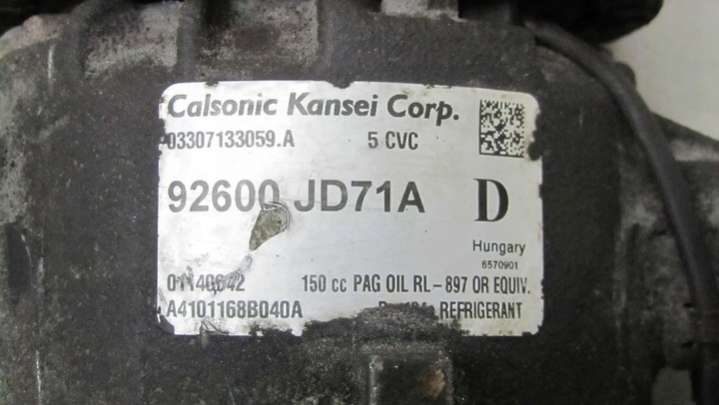 Calsonic Kansei Corp.
03307133059.A 5 CVC
92600 JD71A D
Hungary
6570901
150 cc PAG OIL RL-897 OR EQUIV.
A4101168B040A REFRIGERANT